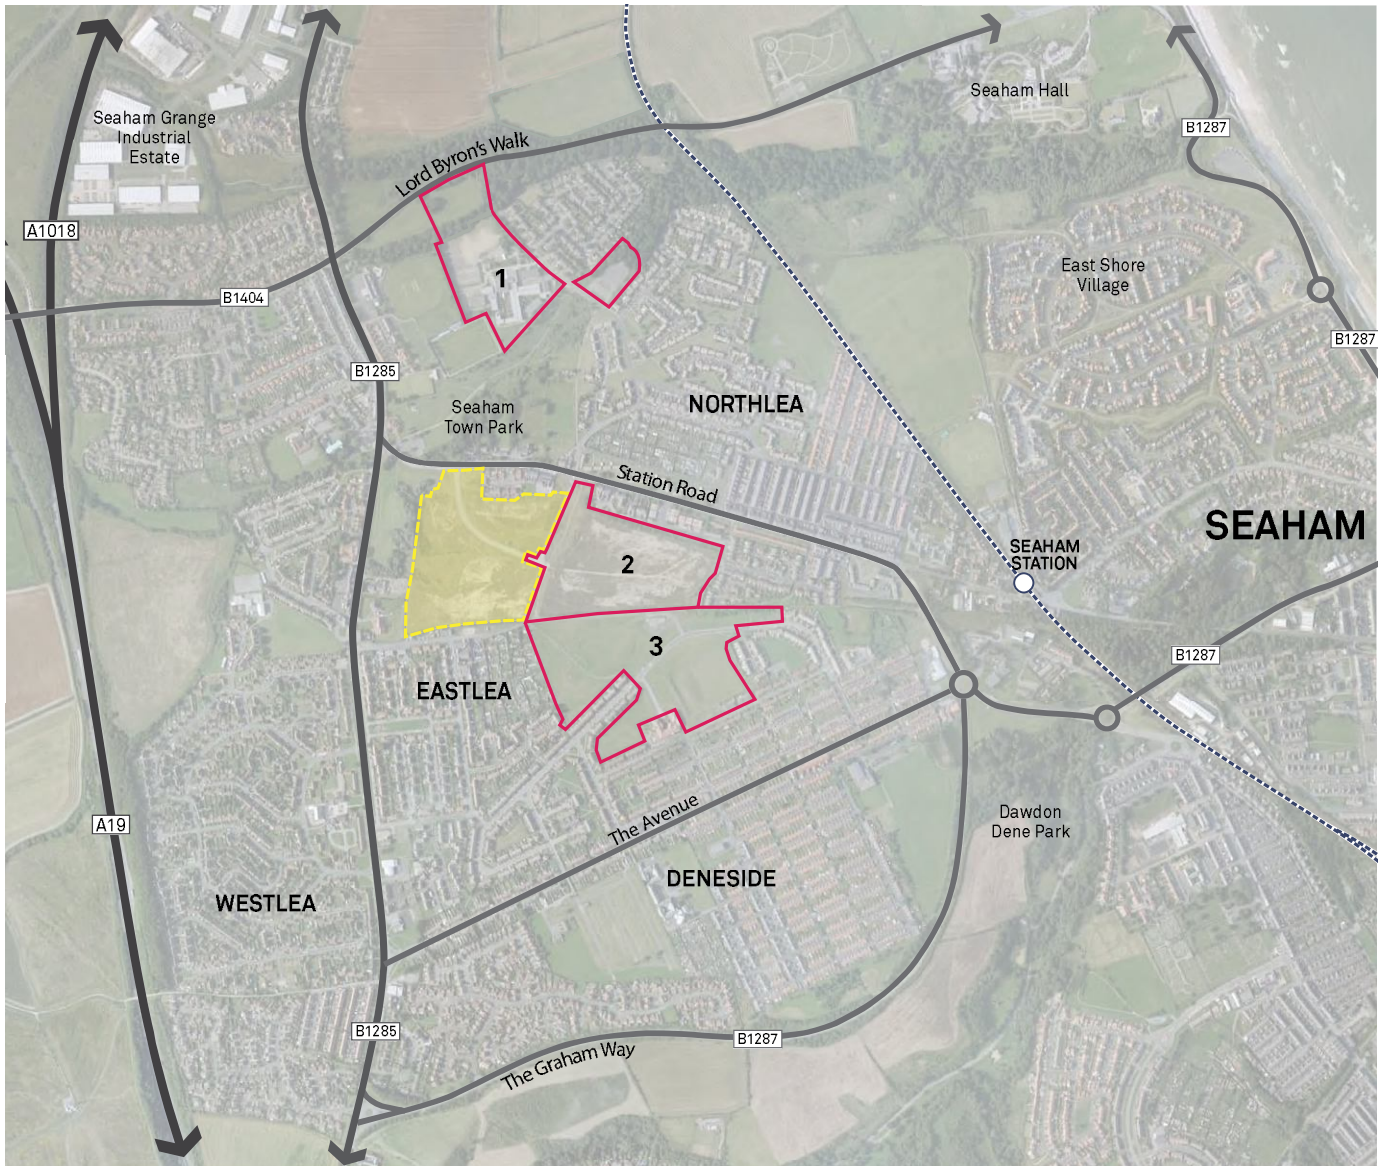 Seaham Hall
Seaham Grange
Industrial
Estate
B1287
Lord Byron's Walk
A1018
East Shore
Village
1
B1404
B1287
B1285
NORTHLEA
Seaham
Town Park
Station Road
SEAHAM
SEAHAM
STATION
2
3
B1287
EASTLEA
The Avenue
A19
Dawdon
Dene Park
DENESIDE
WESTLEA
B1285
B1287
The Graham Way